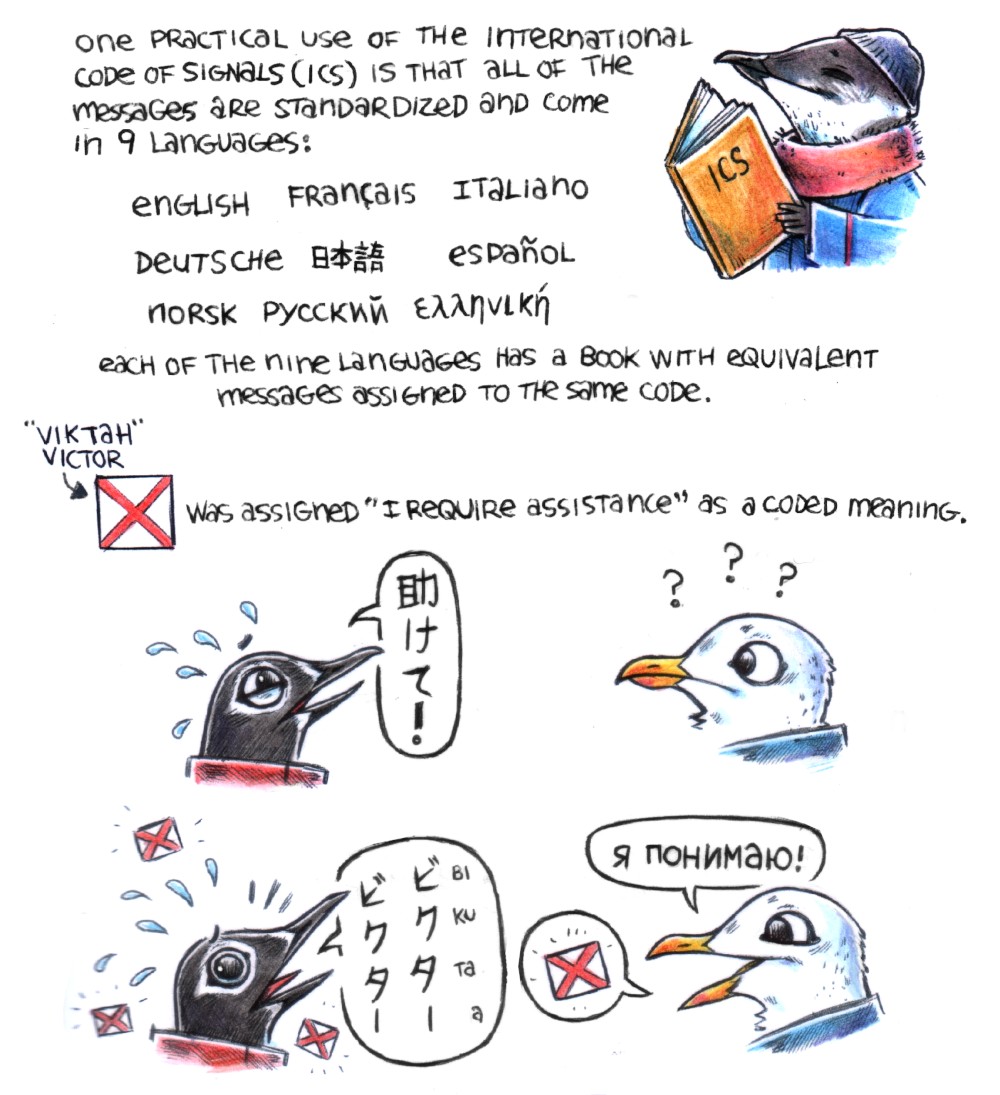 one practical use of the international
code of signals (ICS) is that all of the
messages are standardized and come
in 9 languages:
ICS
english Français Italiano
Deutsche 日本語 español
norsk русский ελληνική
each of the nine languages has a book with equivalent
messages assigned to the same code.
"VIKTAH"
VICTOR
was assigned "I require assistance" as a coded meaning.
? ? ?
助けて!
Я понимаю!
ビクター
ビクター
BI
KU
Ta
a